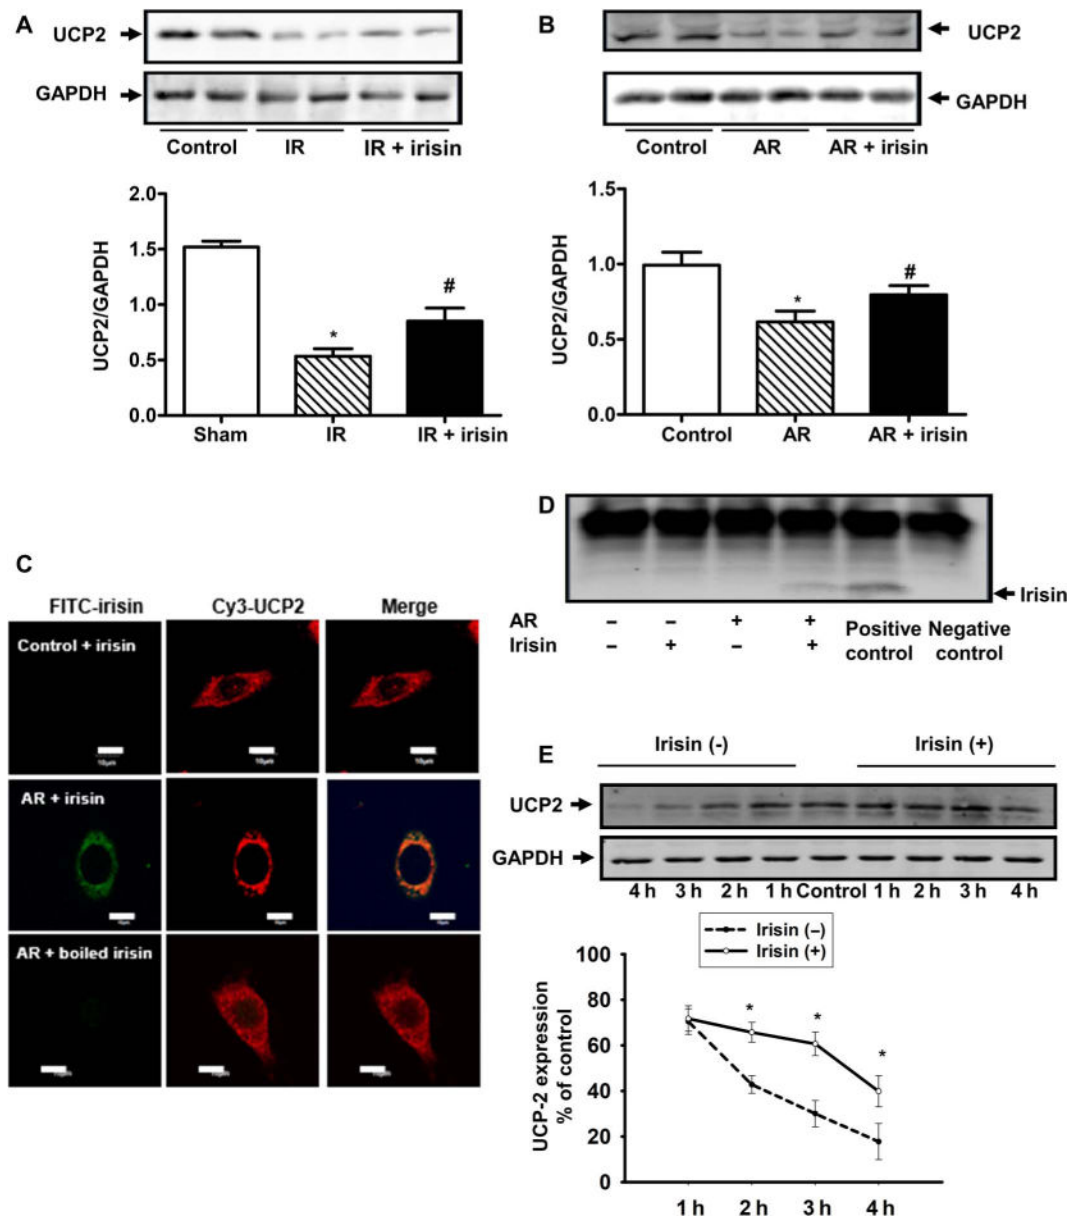 A
UCP2
GAPDH
Control IR IR + irisin
2.0
1.5
1.0
0.5
0.0
UCP2/GAPDH
*
#
Sham IR IR + irisin
B
UCP2
GAPDH
Control AR AR + irisin
1.5
1.0
0.5
0.0
UCP2/GAPDH
*
#
Control AR AR + irisin
C
FITC-irisin Cy3-UCP2 Merge
Control + irisin
10μm 10μm 10μm
AR + irisin
AR + boiled irisin
D
Irisin
AR – – + + Positive control Negative control
Irisin – + – +
E
Irisin (-) Irisin (+)
UCP2
GAPDH
4 h 3 h 2 h 1 h Control 1 h 2 h 3 h 4 h
Irisin (–)
Irisin (+)
100
80
60
40
20
0
UCP-2 expression
% of control
* * *
1 h 2 h 3 h 4 h